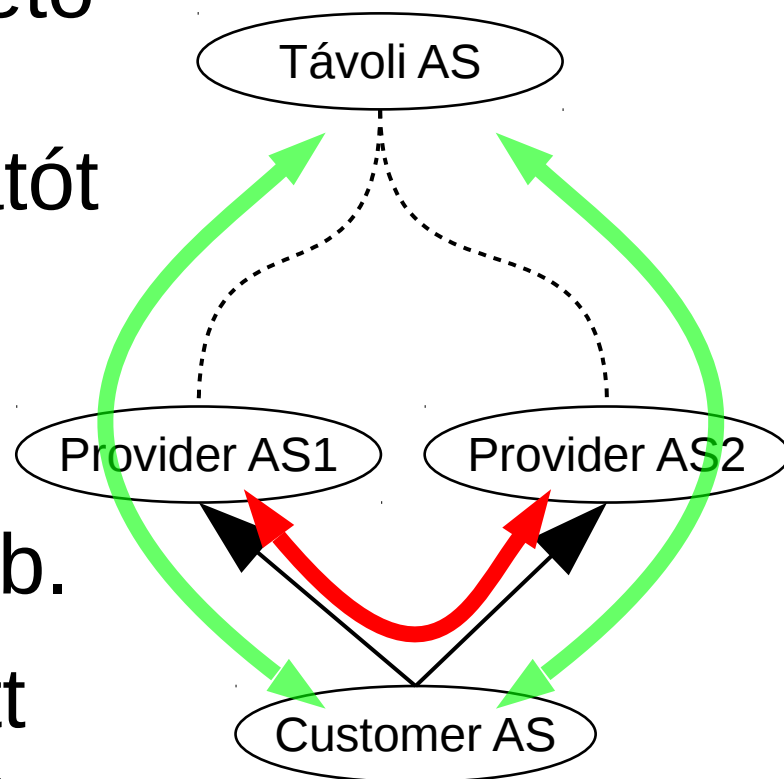 Távoli AS
Provider AS1
Provider AS2
b.
Customer AS